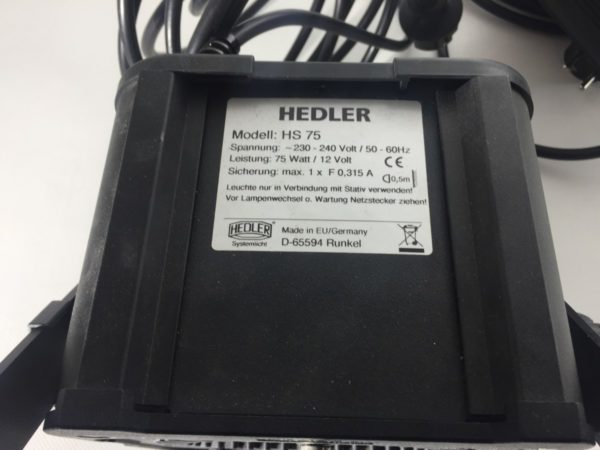 HEDLER
Modell: HS 75
Spannung: ~230 - 240 Volt / 50 - 60Hz
Leistung: 75 Watt / 12 Volt
CE
Sicherung: max. 1 x F 0,315 A
0,5m
Leuchte nur in Verbindung mit Stativ verwenden!
Vor Lampenwechsel o. Wartung Netzstecker ziehen!
HEDLER
Systemlicht
Made in EU/Germany
D-65594 Runkel